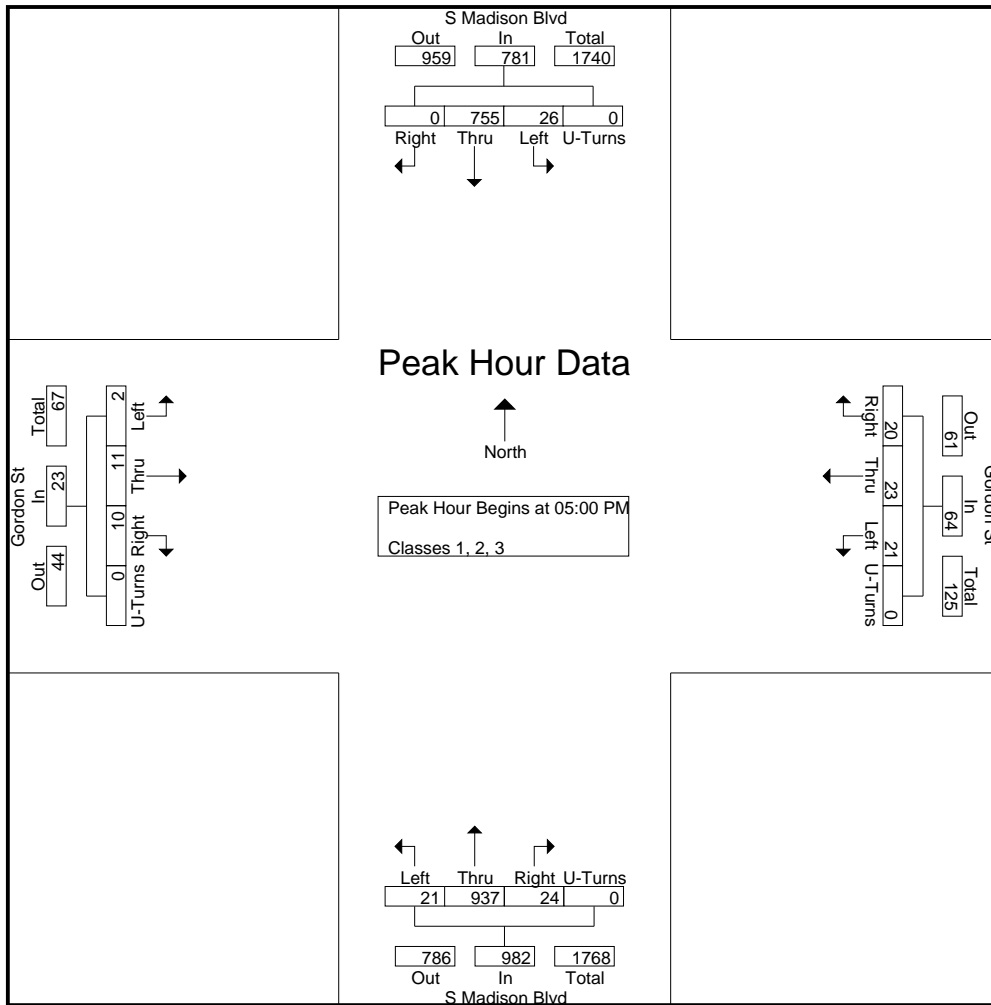 S Madison Blvd
Out In Total
959 781 1740
0 755 26 0
Right Thru Left U-Turns
Peak Hour Data
North
Peak Hour Begins at 05:00 PM
Classes 1, 2, 3
Gordon St
Total In Out
67 23 44
2 11 10 0
Left Thru Right U-Turns
Right Thru Left U-Turns
20 23 21 0
61 64 125
Out In Total
Gordon St
Left Thru Right U-Turns
21 937 24 0
786 982 1768
Out In Total
S Madison Blvd